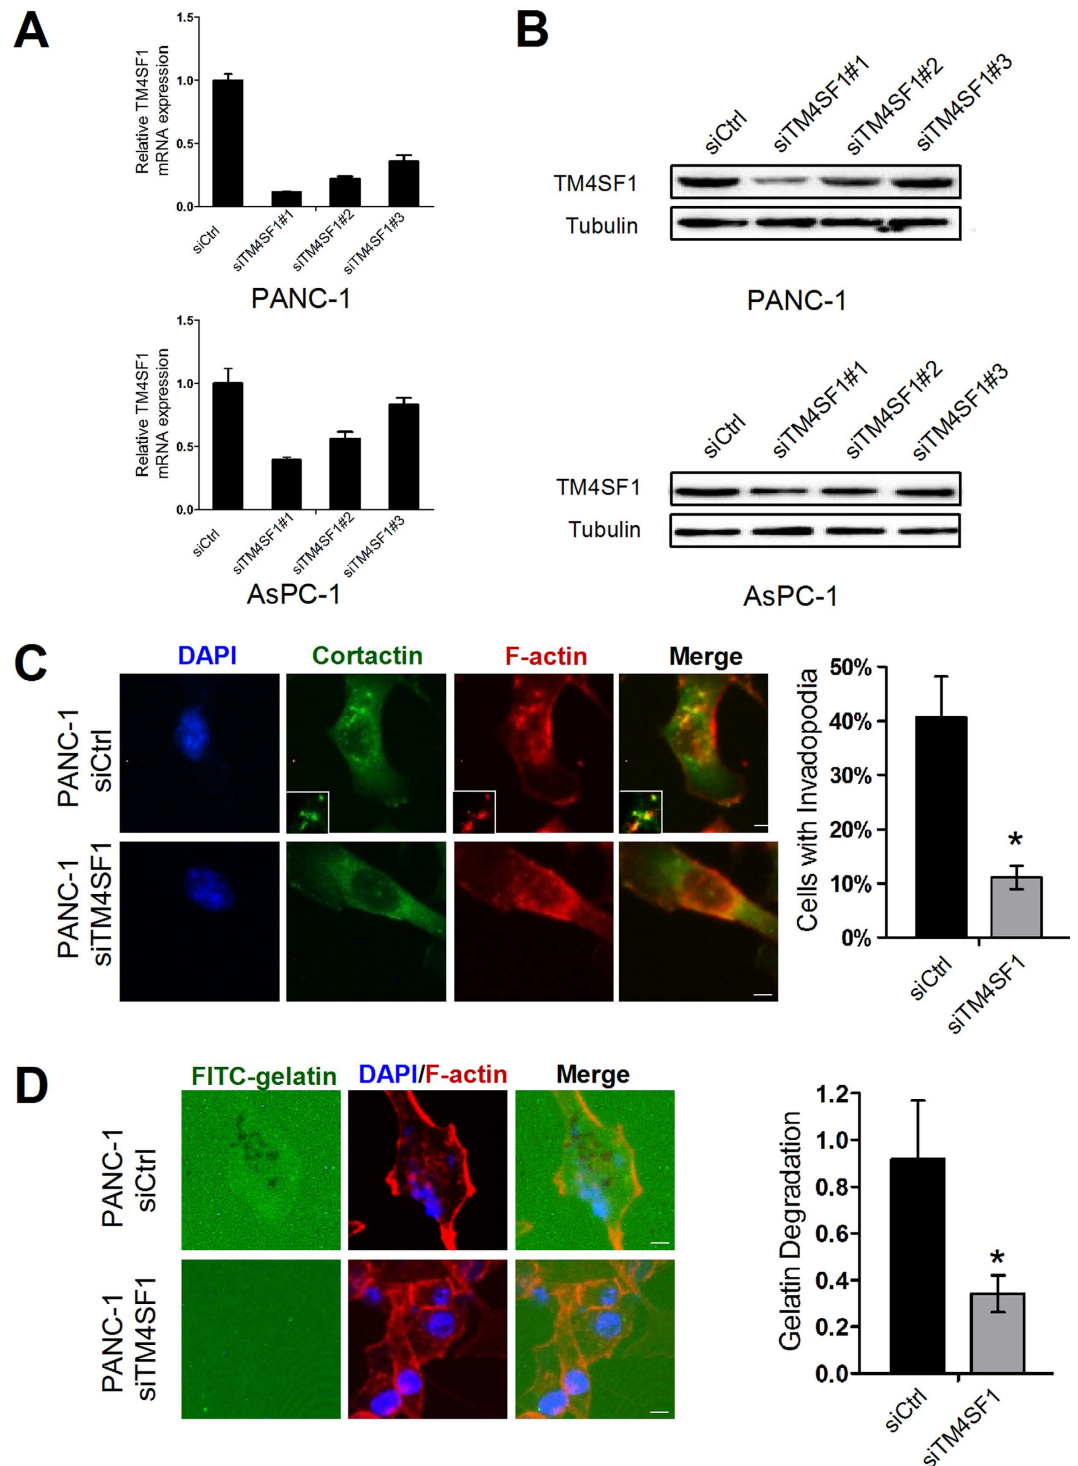 A
1.5
1.0
0.5
0.0
Relative TM4SF1
mRNA expression
siCtrl
siTM4SF1#1
siTM4SF1#2
siTM4SF1#3
PANC-1
1.5
1.0
0.5
0.0
Relative TM4SF1
mRNA expression
siCtrl
siTM4SF1#1
siTM4SF1#2
siTM4SF1#3
AsPC-1
B
siCtrl
siTM4SF1#1
siTM4SF1#2
siTM4SF1#3
TM4SF1
Tubulin
PANC-1
siCtrl
siTM4SF1#1
siTM4SF1#2
siTM4SF1#3
TM4SF1
Tubulin
AsPC-1
C
DAPI
Cortactin
F-actin
Merge
PANC-1
siCtrl
PANC-1
siTM4SF1
50%
40%
30%
20%
10%
0%
Cells with Invadopodia
*
siCtrl
siTM4SF1
D
FITC-gelatin
DAPI/F-actin
Merge
PANC-1
siCtrl
PANC-1
siTM4SF1
1.2
1.0
0.8
0.6
0.4
0.2
0.0
Gelatin Degradation
*
siCtrl
siTM4SF1